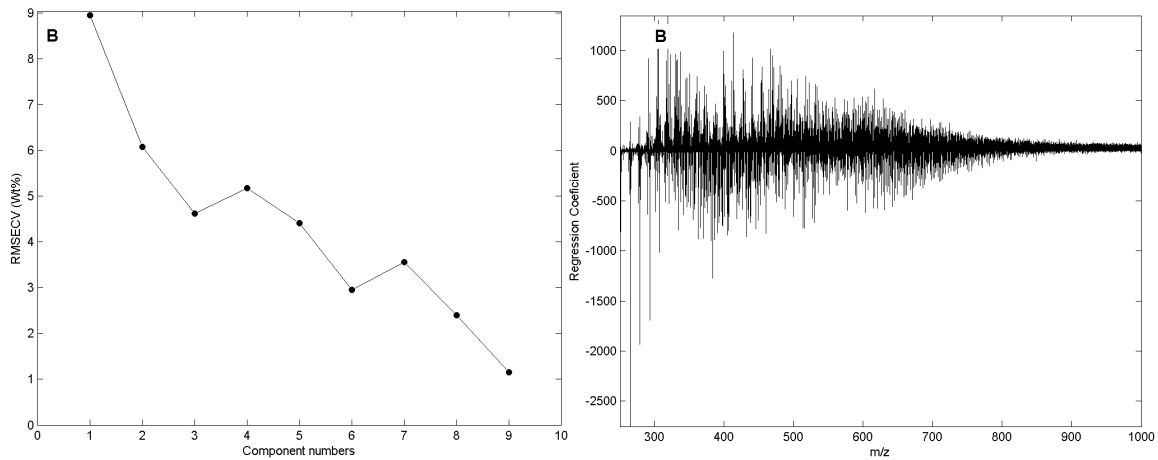 B
RMSECV (Wt%)
9
8
7
6
5
4
3
2
1
0
0 1 2 3 4 5 6 7 8 9 10
Component numbers
B
Regression Coeficient
1000
500
0
-500
-1000
-1500
-2000
-2500
300 400 500 600 700 800 900 1000
m/z